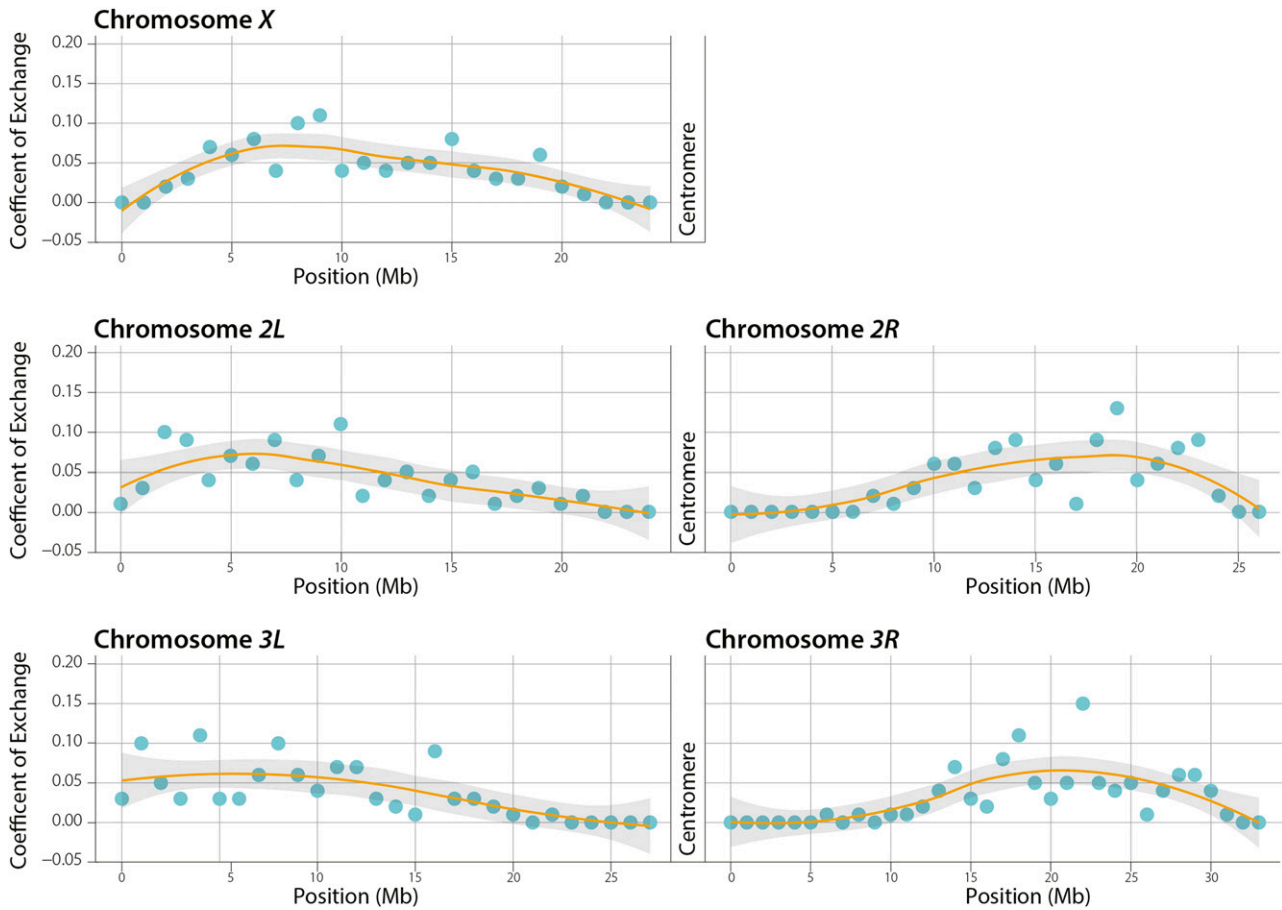 Chromosome X
Coefficent of Exchange
0.20
0.15
0.10
0.05
0.00
−0.05
0 5 10 15 20
Position (Mb)
Centromere
Chromosome 2L
Coefficent of Exchange
0.20
0.15
0.10
0.05
0.00
−0.05
0 5 10 15 20
Position (Mb)
Centromere
Chromosome 2R
0 5 10 15 20 25
Position (Mb)
Chromosome 3L
Coefficent of Exchange
0.20
0.15
0.10
0.05
0.00
−0.05
0 5 10 15 20 25
Position (Mb)
Centromere
Chromosome 3R
0 5 10 15 20 25 30
Position (Mb)